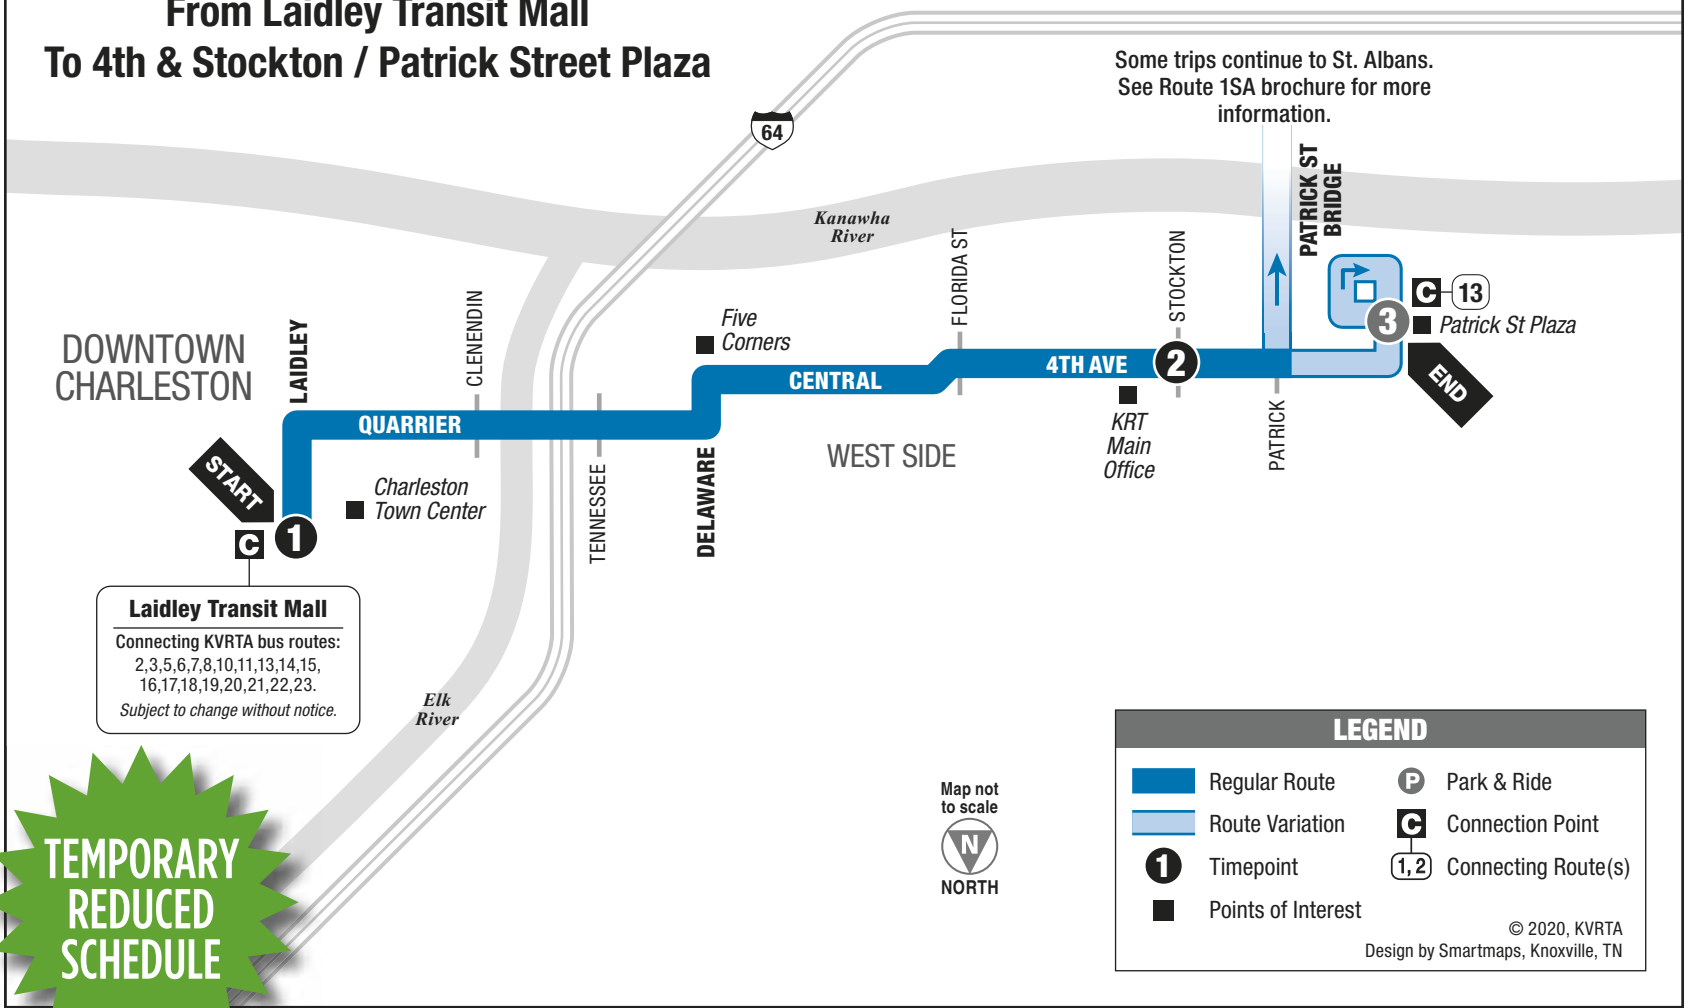 From Laidley Transit Mall
To 4th & Stockton / Patrick Street Plaza
Some trips continue to St. Albans.
See Route 1SA brochure for more
information.
64
PATRICK ST
BRIDGE
Kanawha
River
DOWNTOWN
CHARLESTON
LAIDLEY
CLENENDIN
Five
Corners
FLORIDA ST
STOCKTON
C
13
3
Patrick St Plaza
END
QUARRIER
CENTRAL
4TH AVE
2
KRT
Main
Office
PATRICK
WEST SIDE
START
C
1
Charleston
Town Center
TENNESSEE
DELAWARE
Laidley Transit Mall
Connecting KVRTA bus routes:
2,3,5,6,7,8,10,11,13,14,15,
16,17,18,19,20,21,22,23.
Subject to change without notice.
Elk
River
TEMPORARY
REDUCED
SCHEDULE
Map not
to scale
N
NORTH
LEGEND
Regular Route
Route Variation
1 Timepoint
Points of Interest
P Park & Ride
C Connection Point
1, 2 Connecting Route(s)
© 2020, KVRTA
Design by Smartmaps, Knoxville, TN